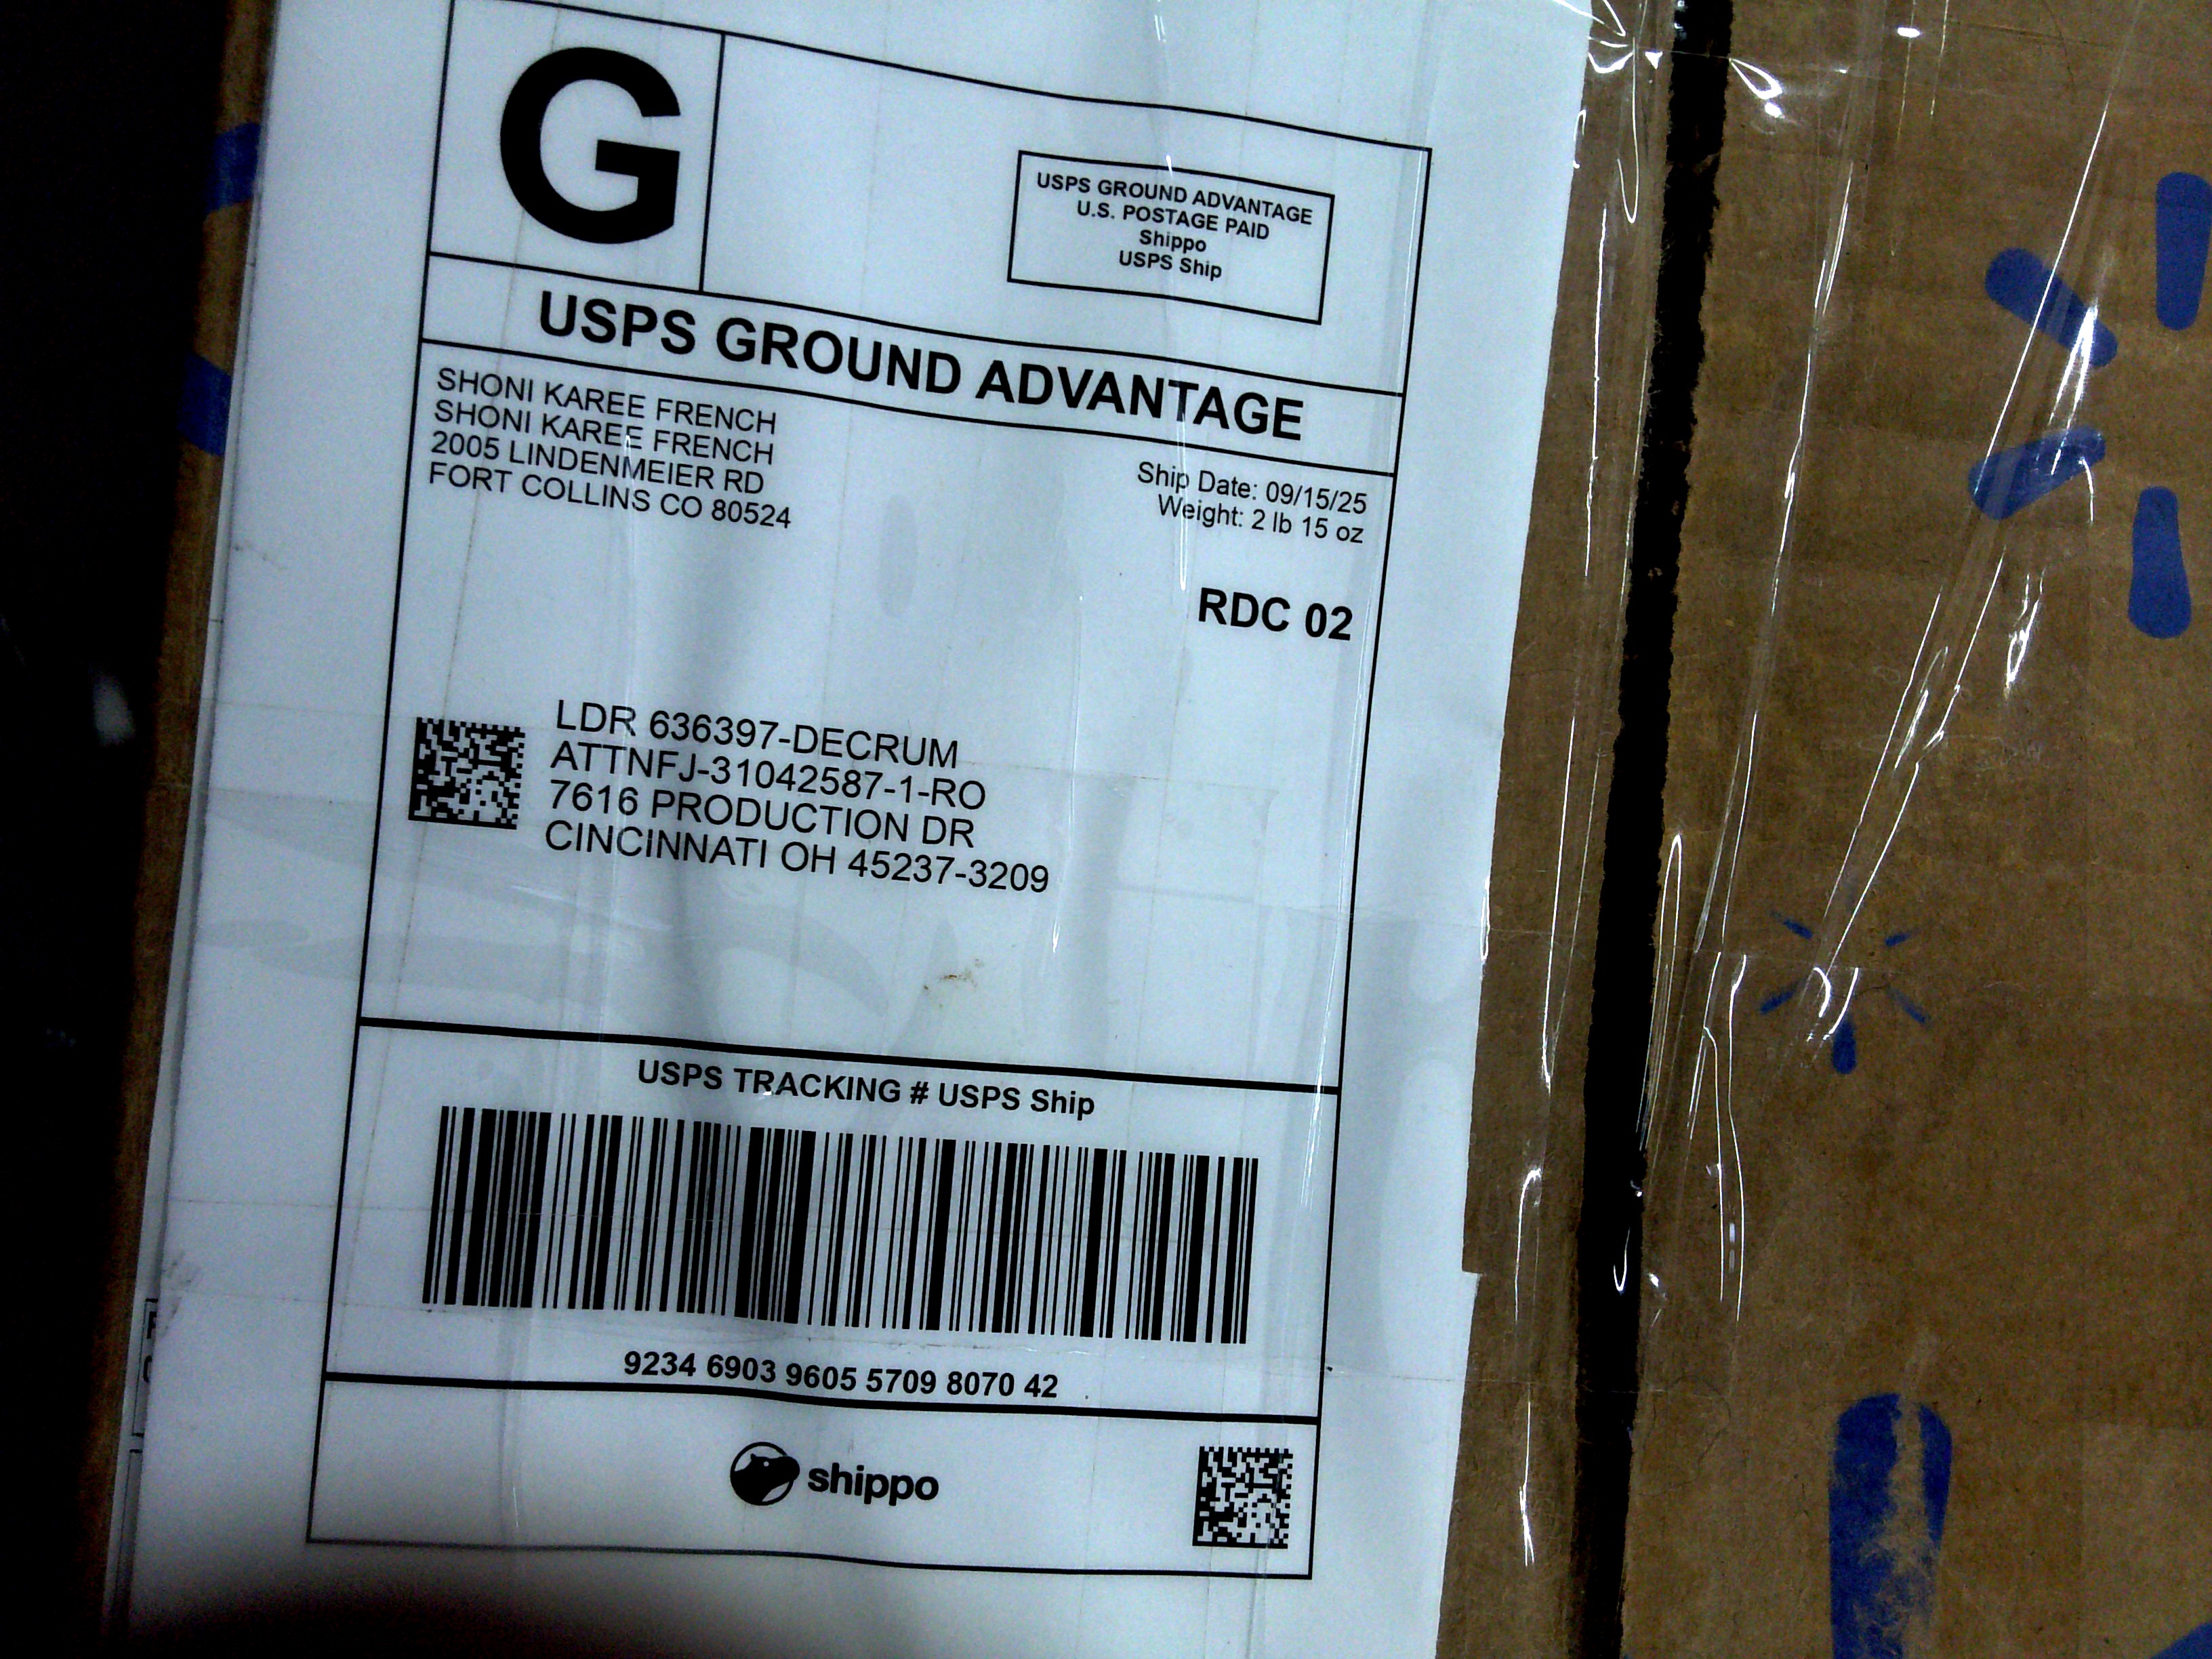 G
USPS GROUND ADVANTAGE
U.S. POSTAGE PAID
Shippo
USPS Ship
USPS GROUND ADVANTAGE
SHONI KAREE FRENCH
SHONI KAREE FRENCH
2005 LINDENMEIER RD
FORT COLLINS CO 80524
Ship Date: 09/15/25
Weight: 2 lb 15 oz
RDC 02
LDR 636397-DECRUM
ATTNFJ-31042587-1-RO
7616 PRODUCTION DR
CINCINNATI OH 45237-3209
USPS TRACKING # USPS Ship
9234 6903 9605 5709 8070 42
shippo